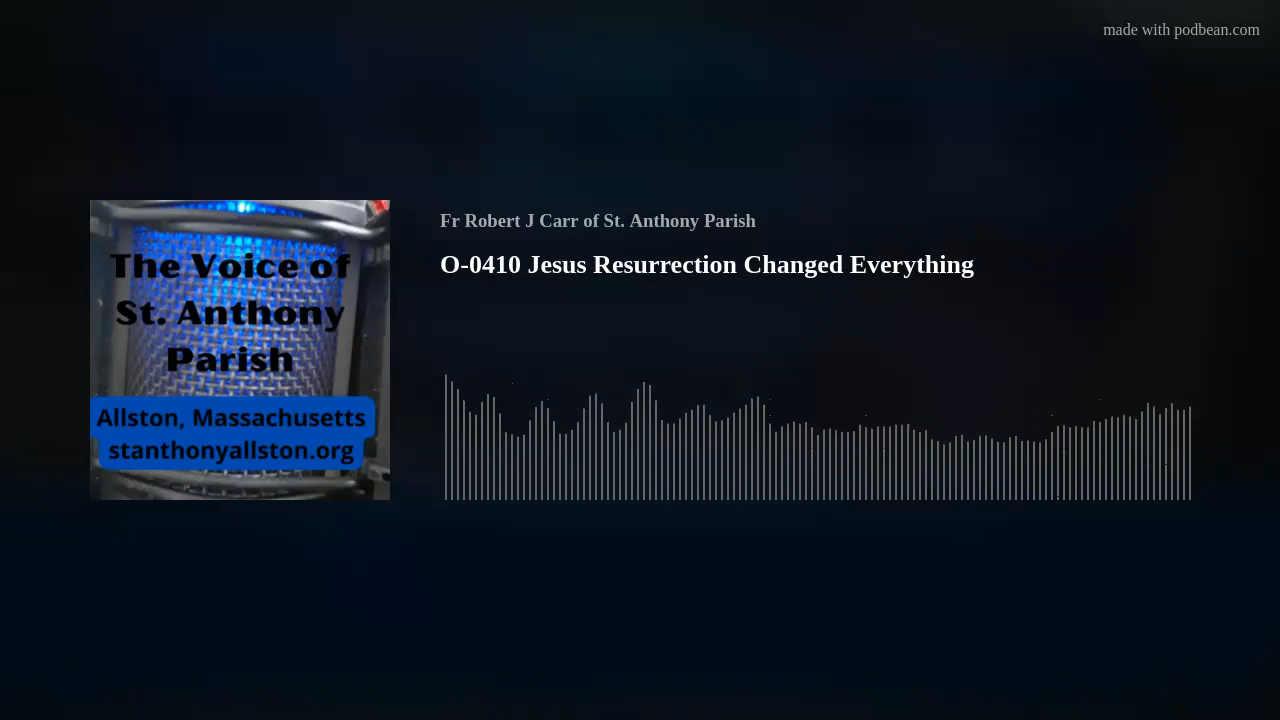 made with podbean.com
The Voice of
St. Anthony
Parish
Allston, Massachusetts
stanthonyallston.org
Fr Robert J Carr of St. Anthony Parish
O-0410 Jesus Resurrection Changed Everything